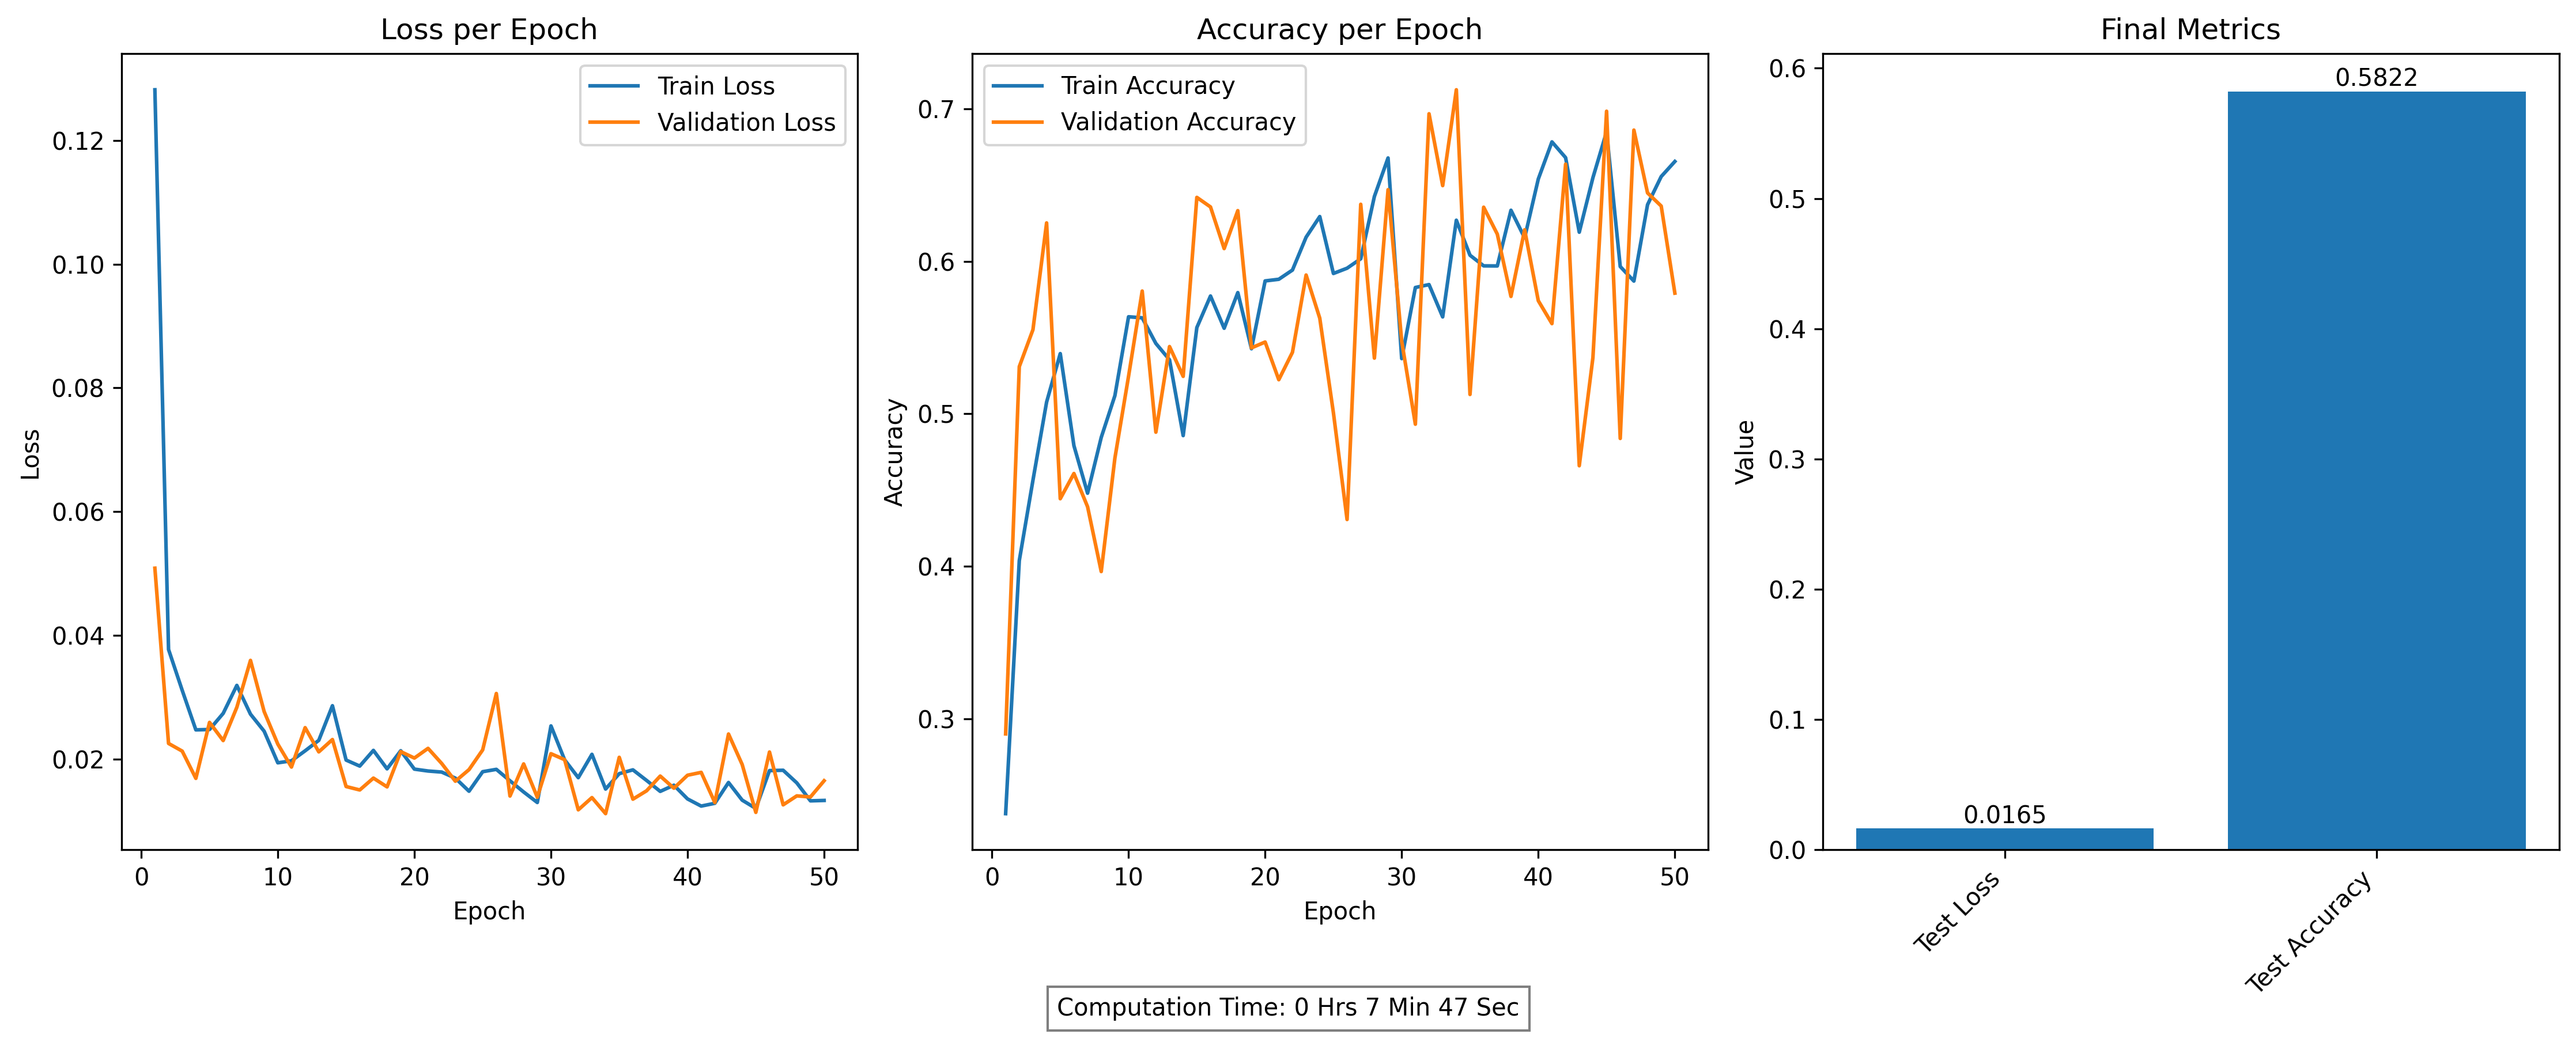 Loss per Epoch
Train Loss
Validation Loss
0.12
0.10
0.08
0.06
0.04
0.02
Loss
0
10
20
30
40
50
Epoch
Accuracy per Epoch
Train Accuracy
Validation Accuracy
0.7
0.6
0.5
0.4
0.3
Accuracy
0
10
20
30
40
50
Epoch
Final Metrics
0.6
0.5
0.4
0.3
0.2
0.1
0.0
Value
0.0165
0.5822
Test Loss
Test Accuracy
Computation Time: 0 Hrs 7 Min 47 Sec